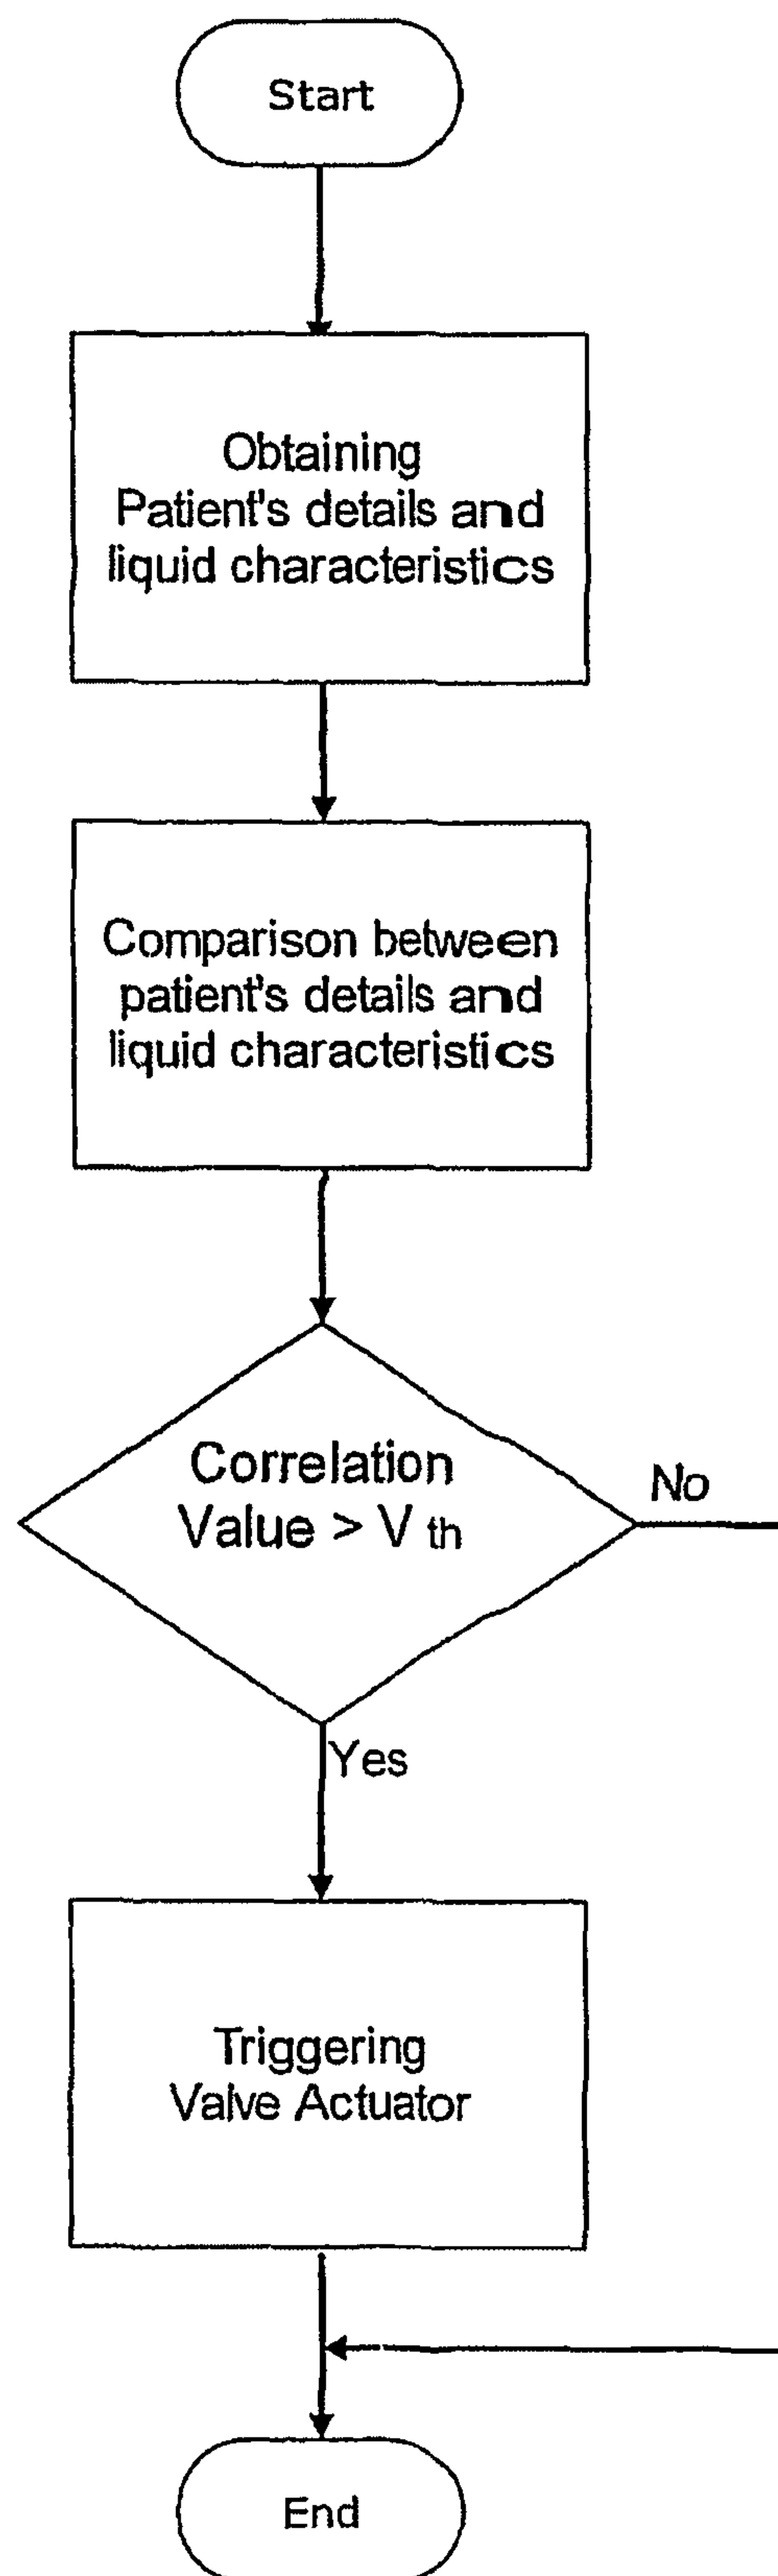 Start
Obtaining
Patient's details and
liquid characteristics
Comparison between
patient's details and
liquid characteristics
Correlation
Value > V th
No
Yes
Triggering
Valve Actuator
End